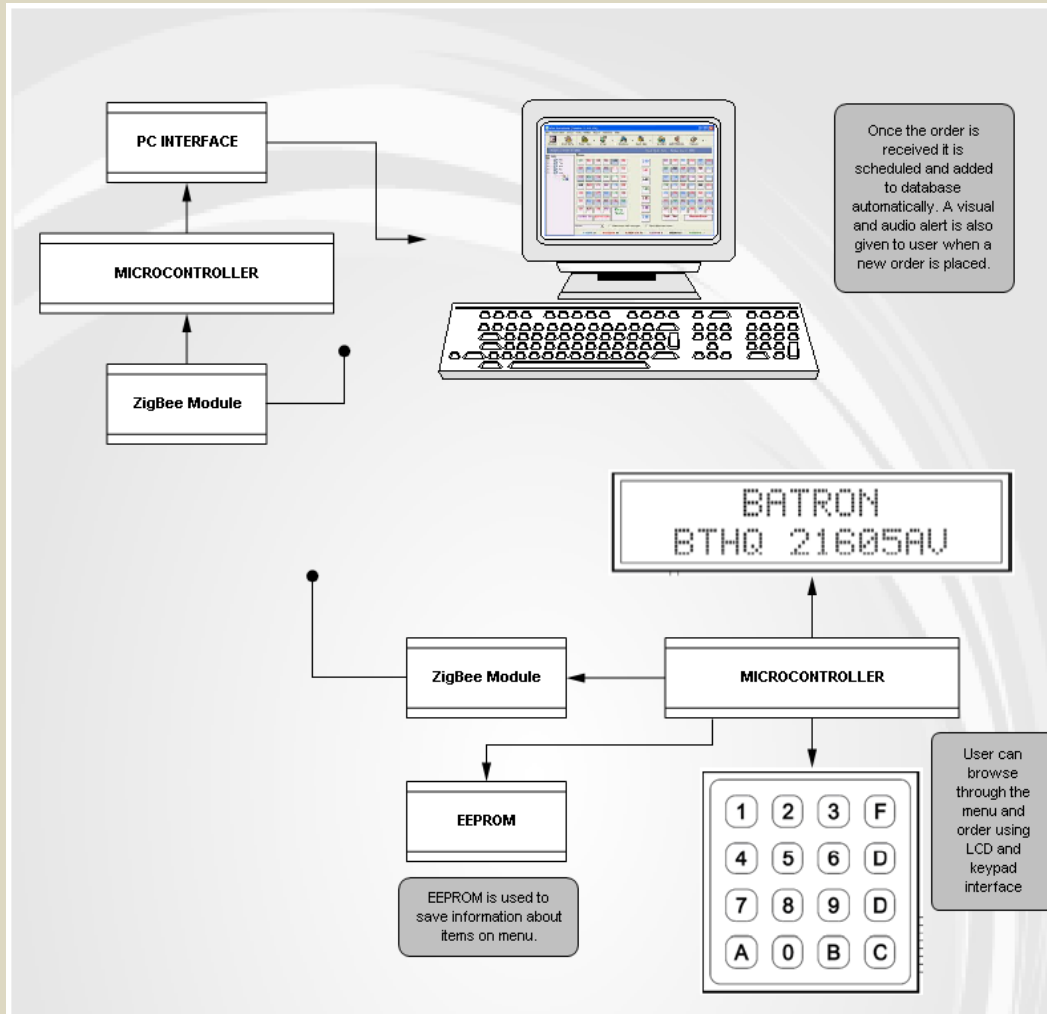 PC INTERFACE
MICROCONTROLLER
ZigBee Module
Once the order is
received it is
scheduled and added
to database
automatically. A visual
and audio alert is also
given to user when a
new order is placed.
BATRON
BTHQ 21605AV
ZigBee Module
MICROCONTROLLER
EEPROM
EEPROM is used to
save information about
items on menu.
1 2 3 F
4 5 6 D
7 8 9 D
A 0 B C
User can
browse
through the
menu and
order using
LCD and
keypad
interface